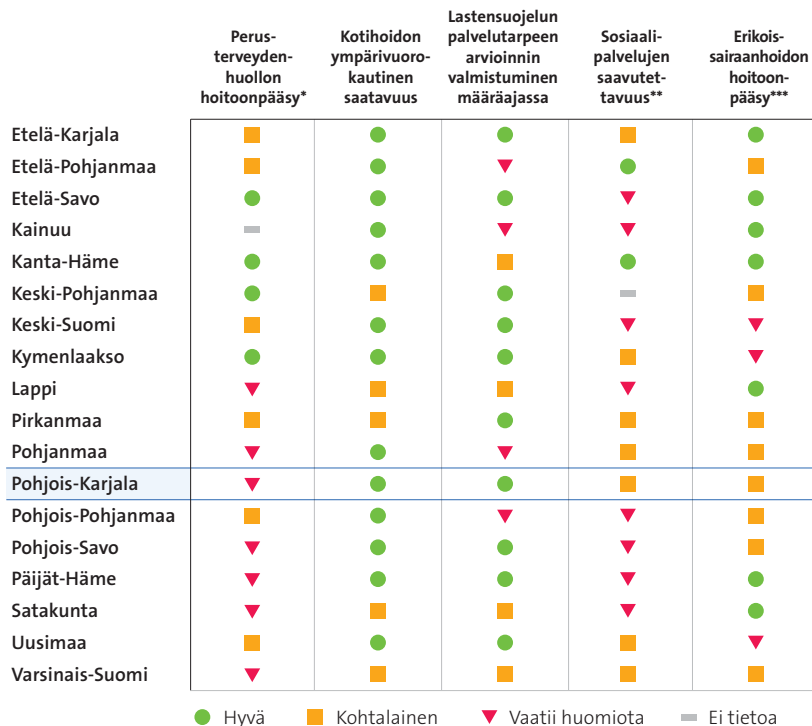 Perus-
terveyden-
huollon
hoitoonpääsy*
Kotihoidon
ympärivuoro-
kautinen
saatavuus
Lastensuojelun
palvelutarpeen
arvioinnin
valmistuminen
määräajassa
Sosiaali-
palvelujen
saavutet-
tavuus**
Erikois-
sairaanhoidon
hoitoon-
pääsy***
Etelä-Karjala
Etelä-Pohjanmaa
Etelä-Savo
Kainuu
Kanta-Häme
Keski-Pohjanmaa
Keski-Suomi
Kymenlaakso
Lappi
Pirkanmaa
Pohjanmaa
Pohjois-Karjala
Pohjois-Pohjanmaa
Pohjois-Savo
Päijät-Häme
Satakunta
Uusimaa
Varsinais-Suomi
Hyvä Kohtalainen Vaatii huomiota Ei tietoa